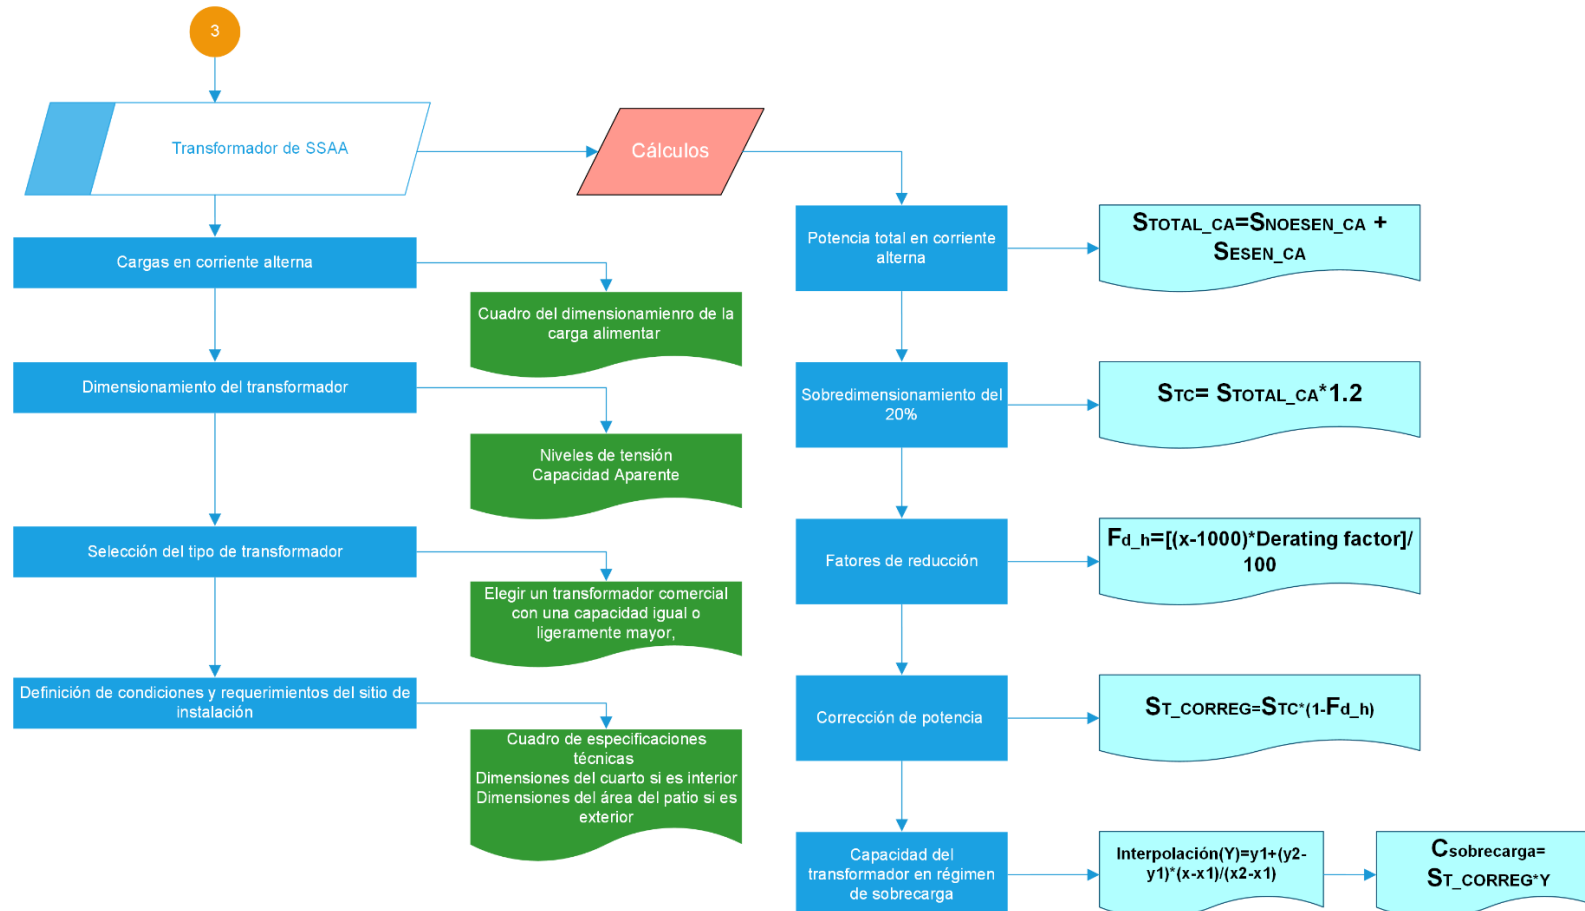 3
Transformador de SSAA
Cálculos
Cargas en corriente alterna
Cuadro del dimensionamienro de la
carga alimentar
Dimensionamiento del transformador
Niveles de tensión
Capacidad Aparente
Selección del tipo de transformador
Elegir un transformador comercial
con una capacidad igual o
ligeramente mayor,
Definición de condiciones y requerimientos del sitio de
instalación
Cuadro de especificaciones
técnicas
Dimensiones del cuarto si es interior
Dimensiones del área del patio si es
exterior
Potencia total en corriente
alterna
STOTAL_CA=SNOESEN_CA +
SESEN_CA
Sobredimensionamiento del
20%
STC= STOTAL_CA*1.2
Fatores de reducción
Fd_h=[(x-1000)*Derating factor]/
100
Corrección de potencia
ST_CORREG=STC*(1-Fd_h)
Capacidad del
transformador en régimen
de sobrecarga
Interpolación(Y)=y1+(y2-
y1)*(x-x1)/(x2-x1)
Csobrecarga=
ST_CORREG*Y